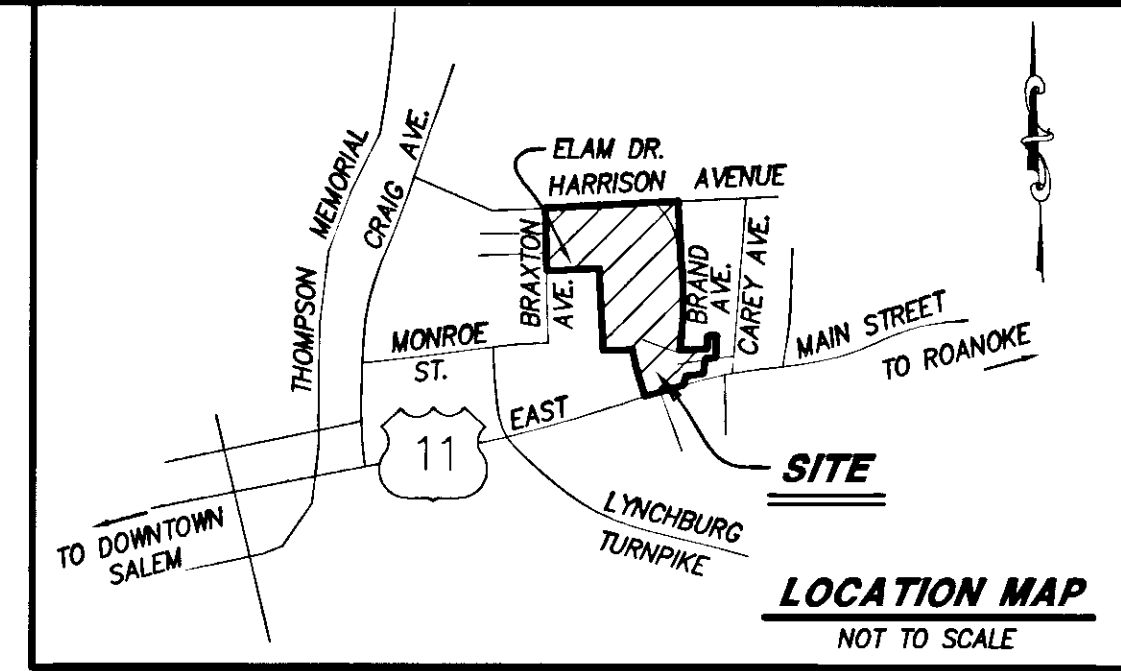 ELAM DR.
HARRISON AVENUE
THOMPSON MEMORIAL
CRAIG AVE.
BRAXTON
AVE.
BRAND
AVE.
CAREY AVE.
MONROE
ST.
EAST MAIN STREET
TO ROANOKE
11
SITE
LYNCHBURG
TURNPIKE
TO DOWNTOWN
SALEM
LOCATION MAP
NOT TO SCALE